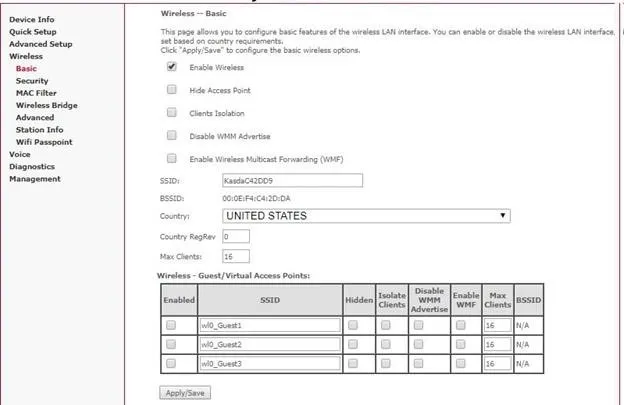 Device Info
Quick Setup
Advanced Setup
Wireless
Basic
Security
MAC Filter
Wireless Bridge
Advanced
Station Info
Wifi Passpoint
Voice
Diagnostics
Management
Wireless -- Basic
This page allows you to configure basic features of the wireless LAN interface. You can enable or disable the wireless LAN interface,
set based on country requirements.
Click "Apply/Save" to configure the basic wireless options.
Enable Wireless
Hide Access Point
Clients Isolation
Disable WMM Advertise
Enable Wireless Multicast Forwarding (WMF)
SSID: KasdaC42DD9
BSSID: 00:0E:F4:C4:2D:DA
Country: UNITED STATES
Country RegRev 0
Max Clients: 16
Wireless - Guest/Virtual Access Points:
Enabled SSID Hidden Isolate Clients Disable WMM Advertise Enable WMF Max Clients BSSID
wl0_Guest1 16 N/A
wl0_Guest2 16 N/A
wl0_Guest3 16 N/A
Apply/Save